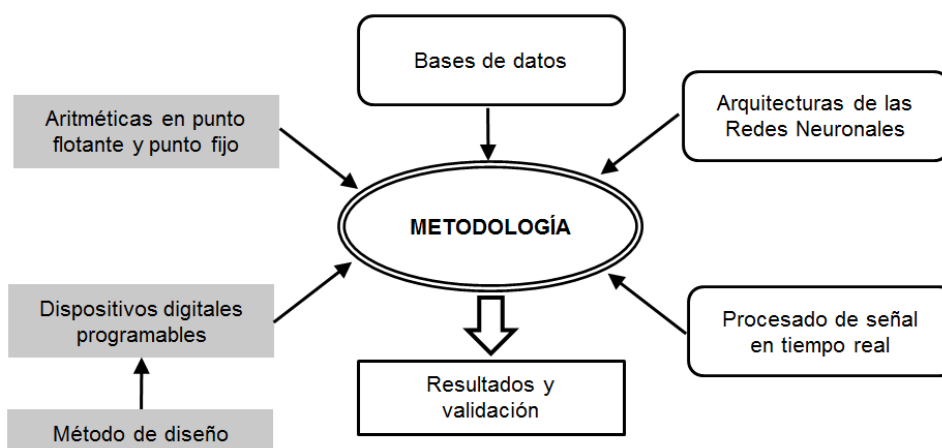 Bases de datos
Aritméticas en punto
flotante y punto fijo
Arquitecturas de las
Redes Neuronales
METODOLOGÍA
Dispositivos digitales
programables
Procesado de señal
en tiempo real
Resultados y
validación
Método de diseño